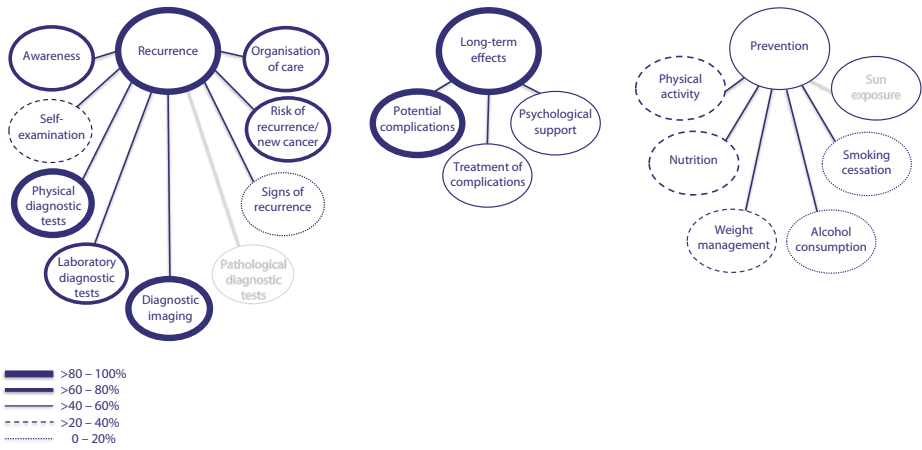 Recurrence
Awareness
Organisation
of care
Self-
examination
Risk of
recurrence/
new cancer
Physical
diagnostic
tests
Signs of
recurrence
Laboratory
diagnostic
tests
Pathological
diagnostic
tests
Diagnostic
imaging
Long-term
effects
Potential
complications
Psychological
support
Treatment of
complications
Prevention
Physical
activity
Sun
exposure
Nutrition
Smoking
cessation
Weight
management
Alcohol
consumption
>80 – 100%
>60 – 80%
>40 – 60%
>20 – 40%
0 – 20%